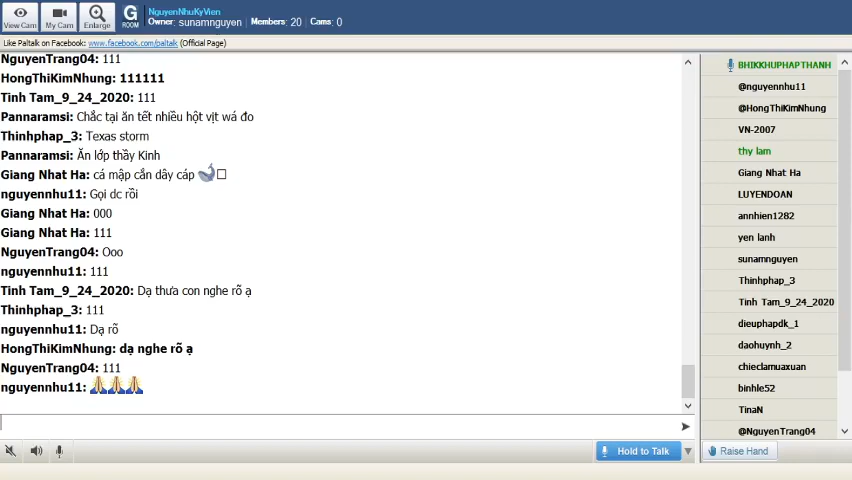 View Cam
My Cam
Enlarge
G
ROOM
NguyenNhuKyVien
Owner: sunamnguyen Members: 20 Cams: 0
Like Paltalk on Facebook: www.facebook.com/paltalk (Official Page)
NguyenTrang04: 111
HongThiKimNhung: 111111
Tinh Tam_9_24_2020: 111
Pannaramsi: Chắc tại ăn tết nhiều hột vịt wá đo
Thinhphap_3: Texas storm
Pannaramsi: Ăn lớp thầy Kinh
Giang Nhat Ha: cá mập cắn dây cáp
nguyennhu11: Gọi dc rồi
Giang Nhat Ha: 000
Giang Nhat Ha: 111
NguyenTrang04: Ooo
nguyennhu11: 111
Tinh Tam_9_24_2020: Dạ thưa con nghe rõ ạ
Thinhphap_3: 111
nguyennhu11: Dạ rõ
HongThiKimNhung: dạ nghe rõ ạ
NguyenTrang04: 111
nguyennhu11:
BHIKKHUPHAPTHANH
@nguyennhu11
@HongThiKimNhung
VN-2007
thy lam
Giang Nhat Ha
LUYENDOAN
annhien1282
yen lanh
sunamnguyen
Thinhphap_3
Tinh Tam_9_24_2020
dieuphapdk_1
daohuynh_2
chieclamuaxuan
binhle52
TinaN
@NguyenTrang04
Hold to Talk
Raise Hand